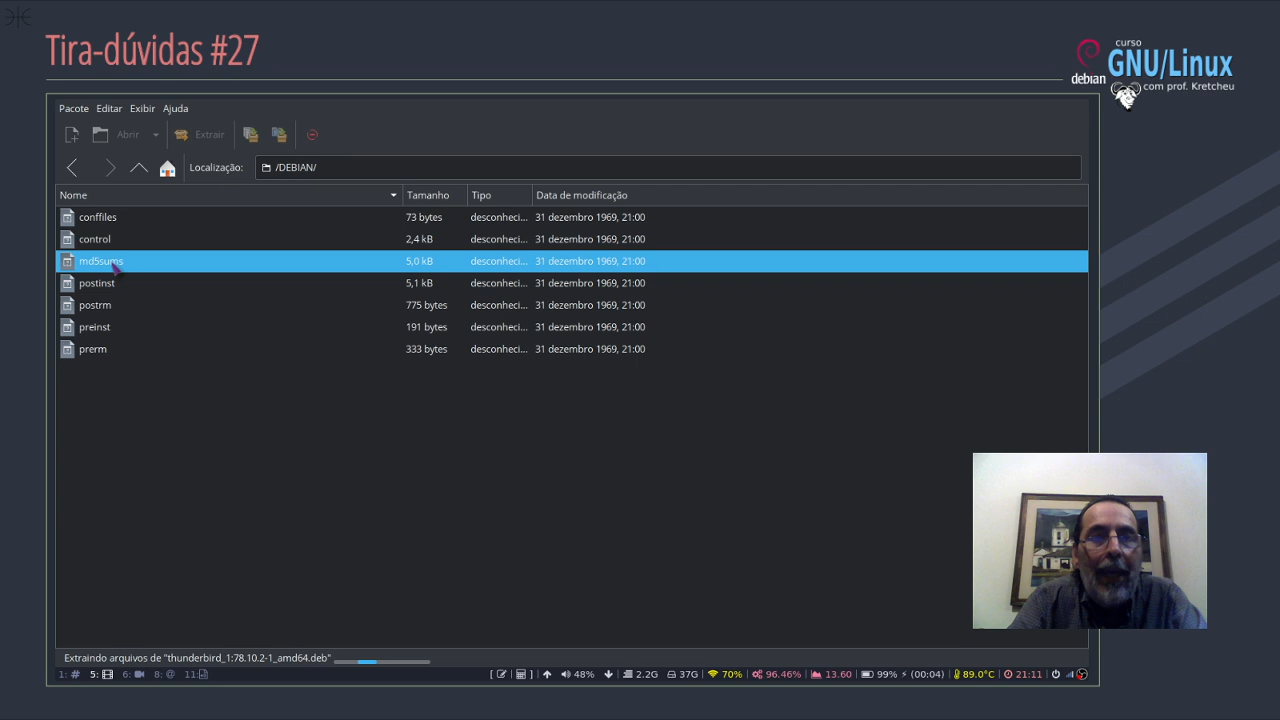 Tira-dúvidas #27
curso
GNU/Linux
debian
com prof. Kretcheu
Pacote Editar Exibir Ajuda
Abrir Extrair
Localização: /DEBIAN/
Nome Tamanho Tipo Data de modificação
conffiles 73 bytes desconheci... 31 dezembro 1969, 21:00
control 2,4 kB desconheci... 31 dezembro 1969, 21:00
md5sums 5,0 kB desconheci... 31 dezembro 1969, 21:00
postinst 5,1 kB desconheci... 31 dezembro 1969, 21:00
postrm 775 bytes desconheci... 31 dezembro 1969, 21:00
preinst 191 bytes desconheci... 31 dezembro 1969, 21:00
prerm 333 bytes desconheci... 31 dezembro 1969, 21:00
Extraindo arquivos de "thunderbird_1:78.10.2-1_amd64.deb"
1: # 5: 6: 8: @ 11: [ | ] 48% 2.2G 37G 70% 96.46% 13.60 99% (00:04) 89.0°C 21:11